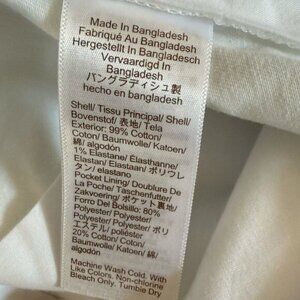 Made In Bangladesh
Fabriqué Au Bangladesh
Hergestellt In Bangladesch
Vervaardigd In
Bangladesh
バングラディシュ製
hecho en bangladesh
Shell/ Tissu Principal/ Shell/
Bovenstof/ 表地/ Tela
Exterior: 99% Cotton/
Coton/ Baumwolle/ Katoen/
綿/ algodón
1% Elastane/ Élasthanne/
Elastan/ Elastaan/ ポリウレ
タン/ elastano
Pocket Lining/ Doublure De
La Poche/ Taschenfutter/
Zakvoering/ ポケット裏地/
Forro Del Bolsillo: 80%
Polyester/ Polyester/
Polyester/ Polyester/ ポリ
エステル/ poliéster
20% Cotton/ Coton/
Baumwolle/ Katoen/ 綿/
algodón
Machine Wash Cold. With
Like Colors. Non-chlorine
Bleach Only. Tumble Dry